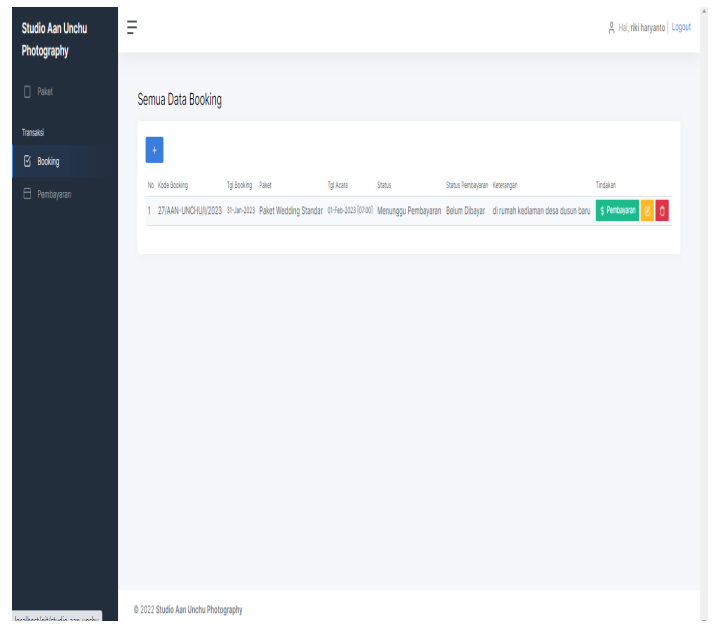 Studio Aan Unchu
Photography
Hai, riki haryanto | Logout
Paket
Transaksi
Booking
Pembayaran
Semua Data Booking
+
No Kode Booking Tgl Booking Paket Tgl Acara Status Status Pembayaran Keterangan Tindakan
1 27/AAN-UNCHU/I/2023 31-Jan-2023 Paket Wedding Standar 01-Feb-2023 [07:00] Menunggu Pembayaran Belum Dibayar di rumah kediaman desa dusun baru $ Pembayaran
© 2022 Studio Aan Unchu Photography